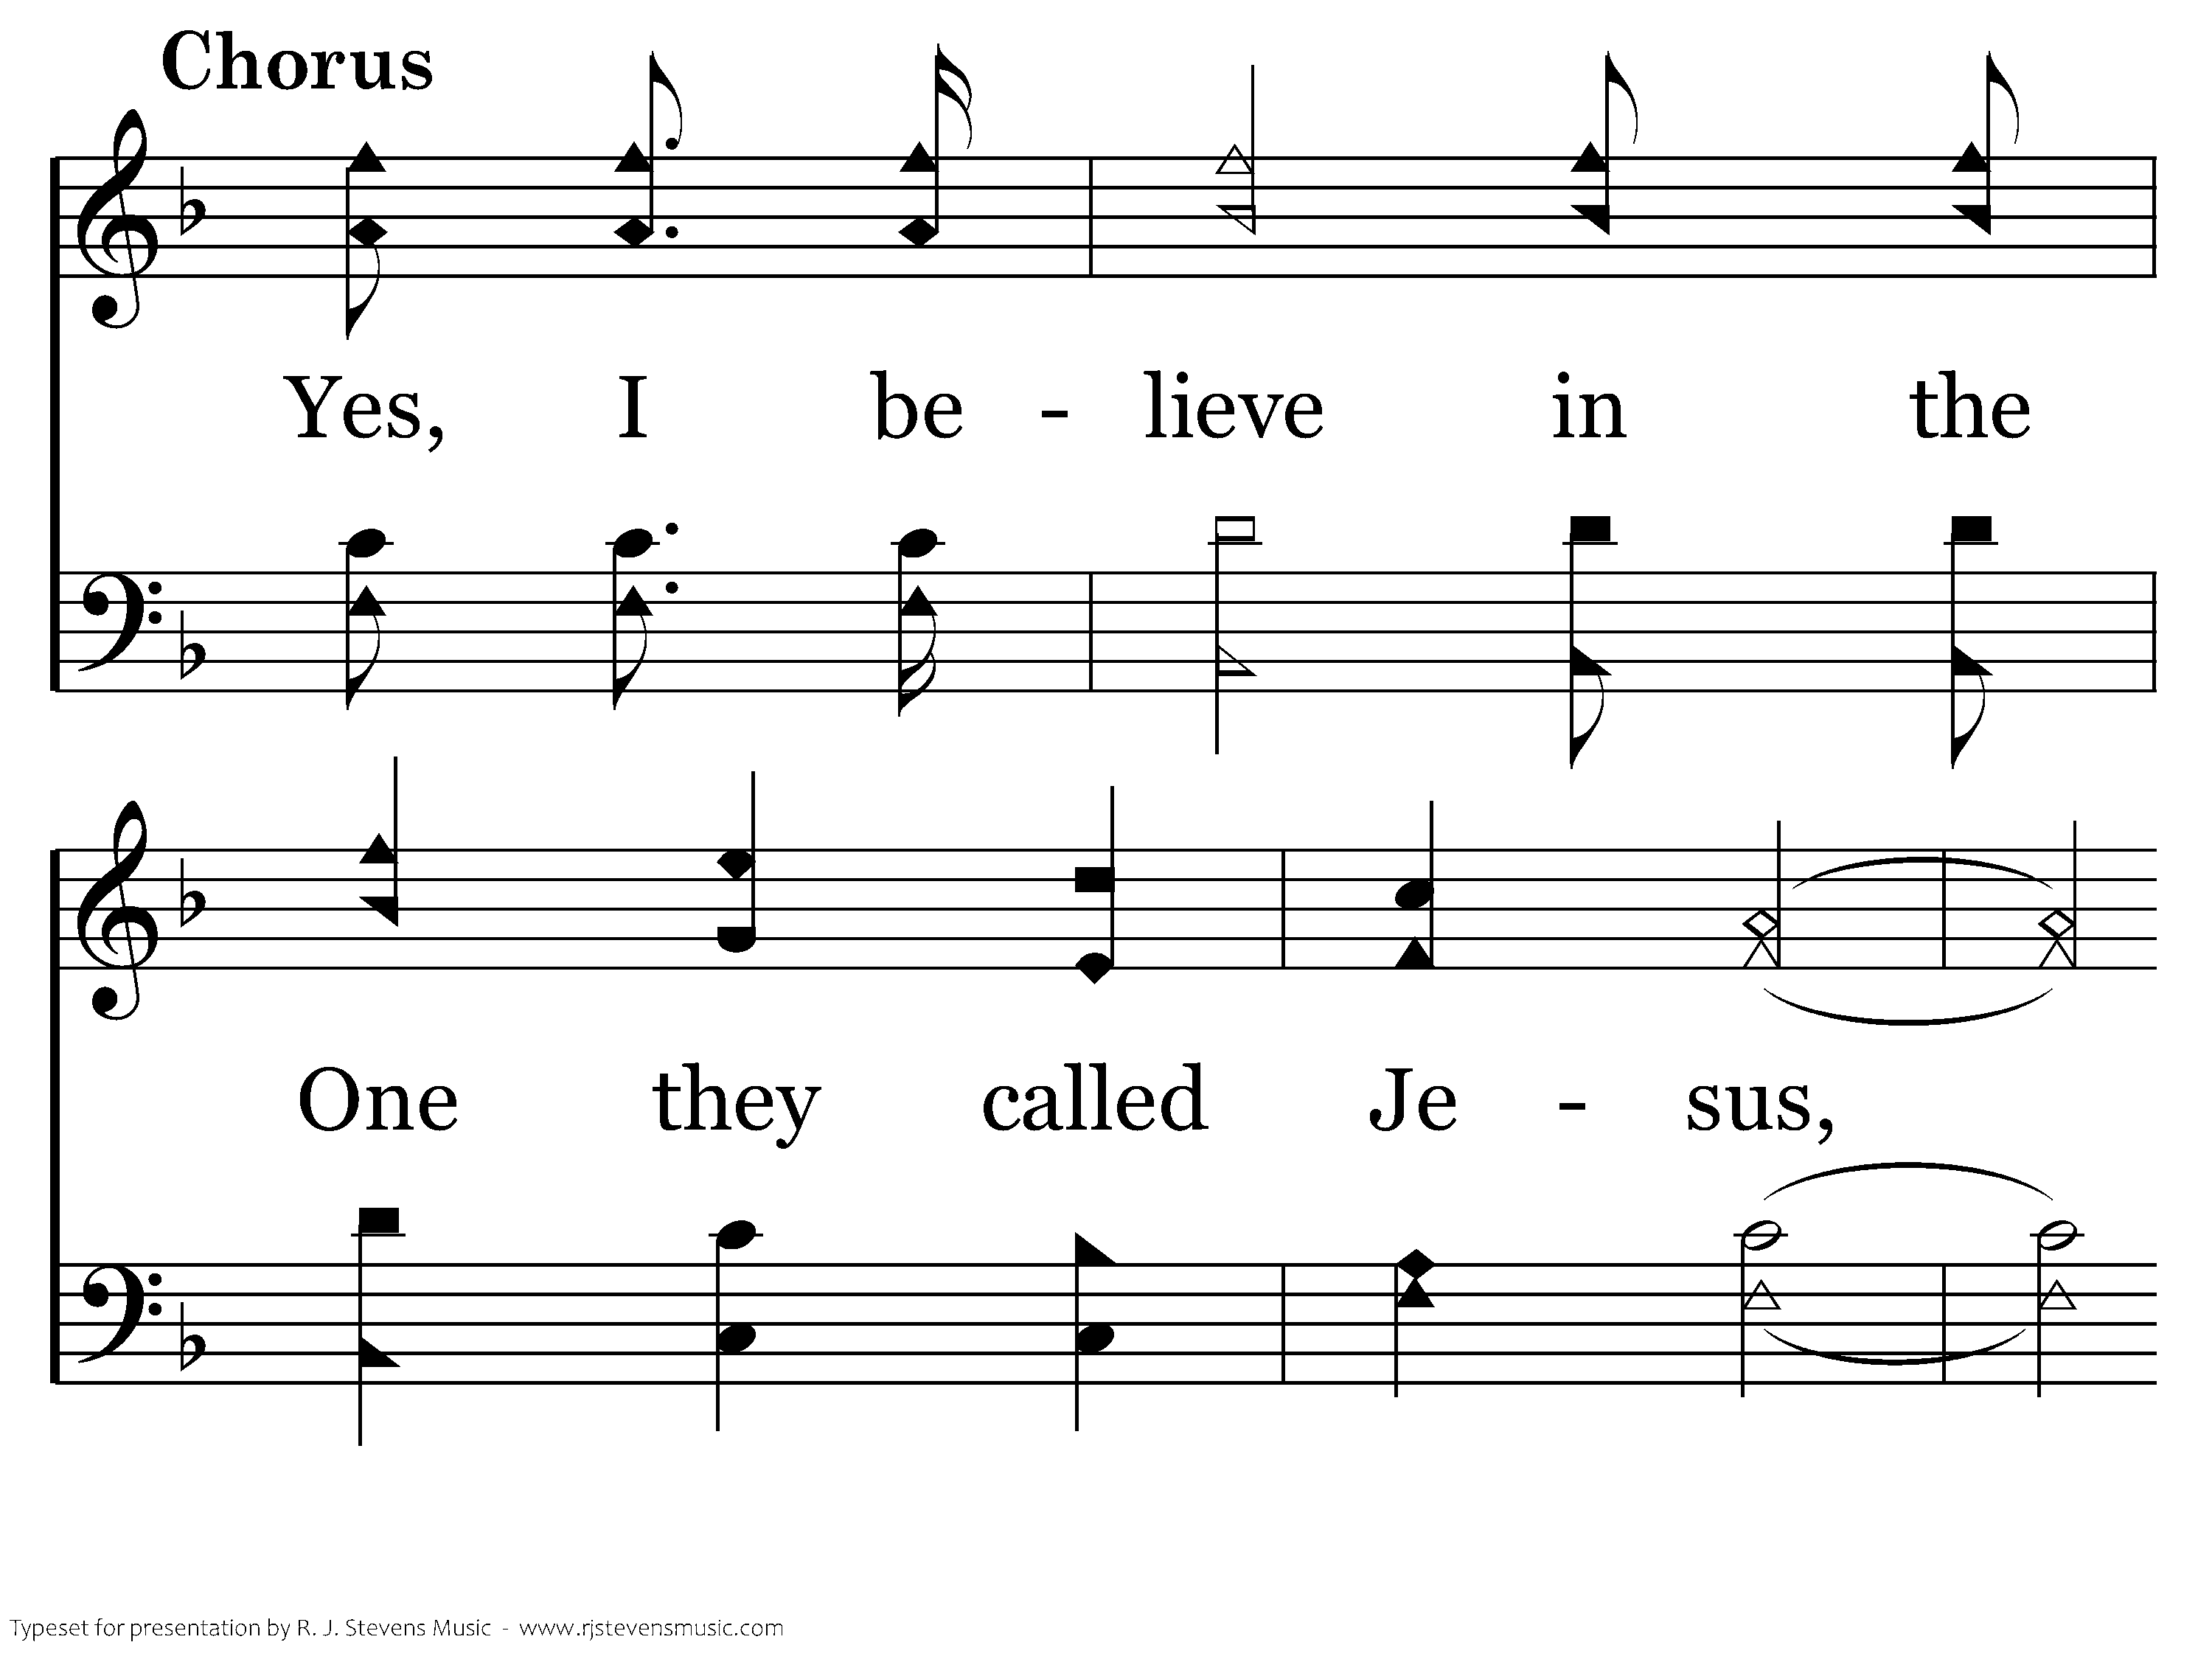 Chorus
Yes, I be - lieve in the
One they called Je - sus,
Typeset for presentation by R. J. Stevens Music - www.rjstevensmusic.com